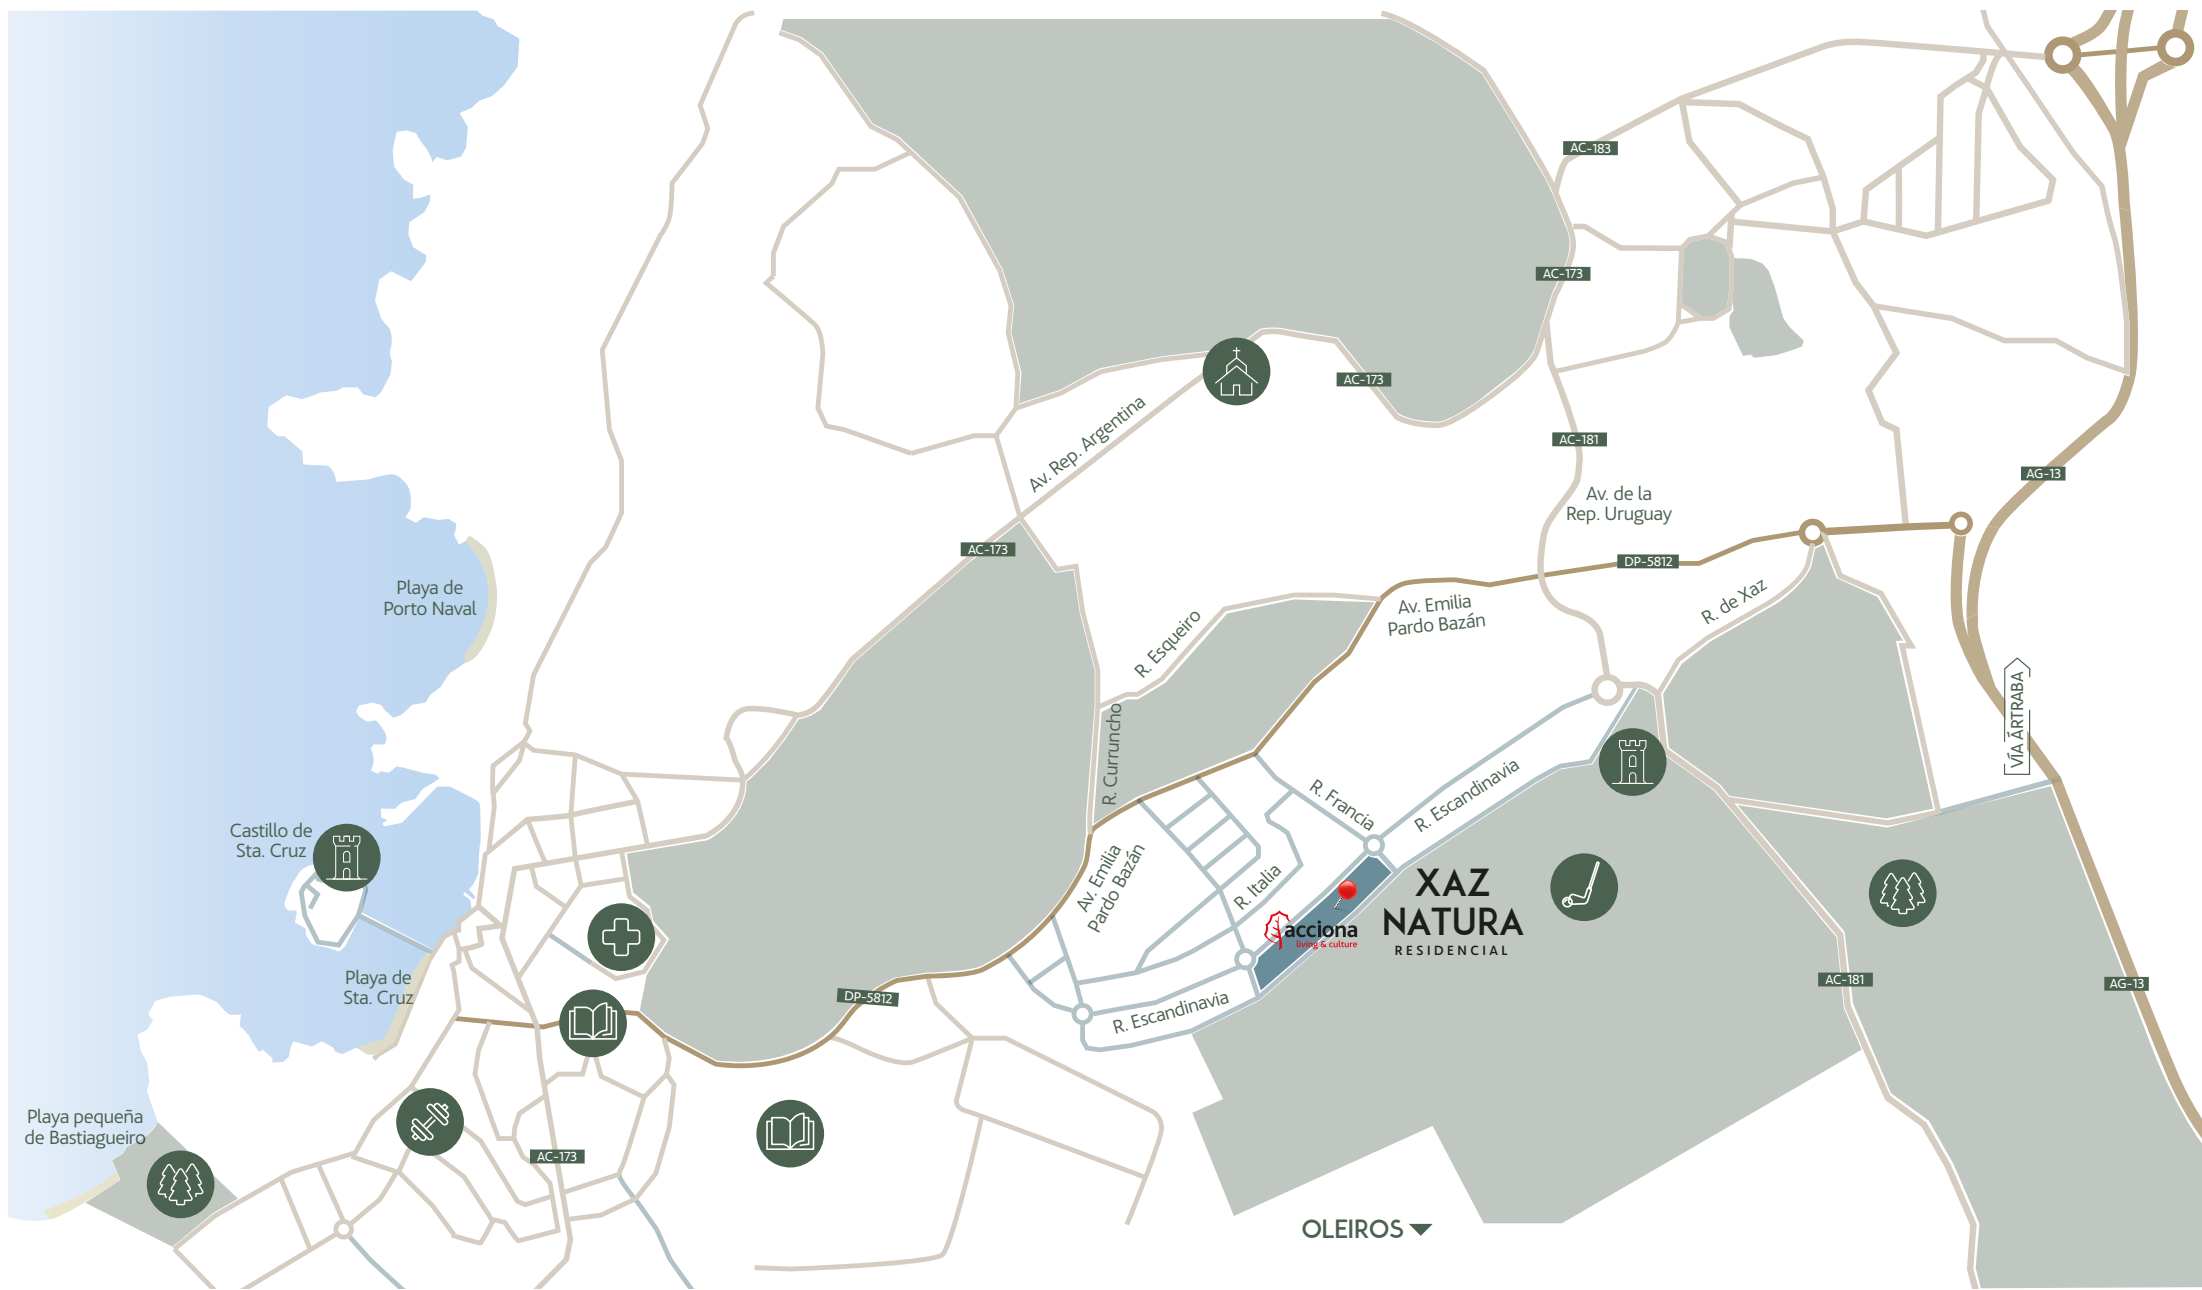 AC-183
AC-173
AC-173
Av. Rep. Argentina
AC-181
AG-13
Av. de la
Rep. Uruguay
AC-173
DP-5812
Playa de
Porto Naval
R. Esqueiro
Av. Emilia
Pardo Bazán
R. de Xaz
R. Curruncho
VÍA ÁRTRABA
R. Francia
R. Escandinavia
Castillo de
Sta. Cruz
Av. Emilia
Pardo Bazán
R. Italia
XAZ
NATURA
RESIDENCIAL
acciona
living & culture
Playa de
Sta. Cruz
DP-5812
R. Escandinavia
AC-181
AG-13
Playa pequeña
de Bastiagueiro
AC-173
OLEIROS